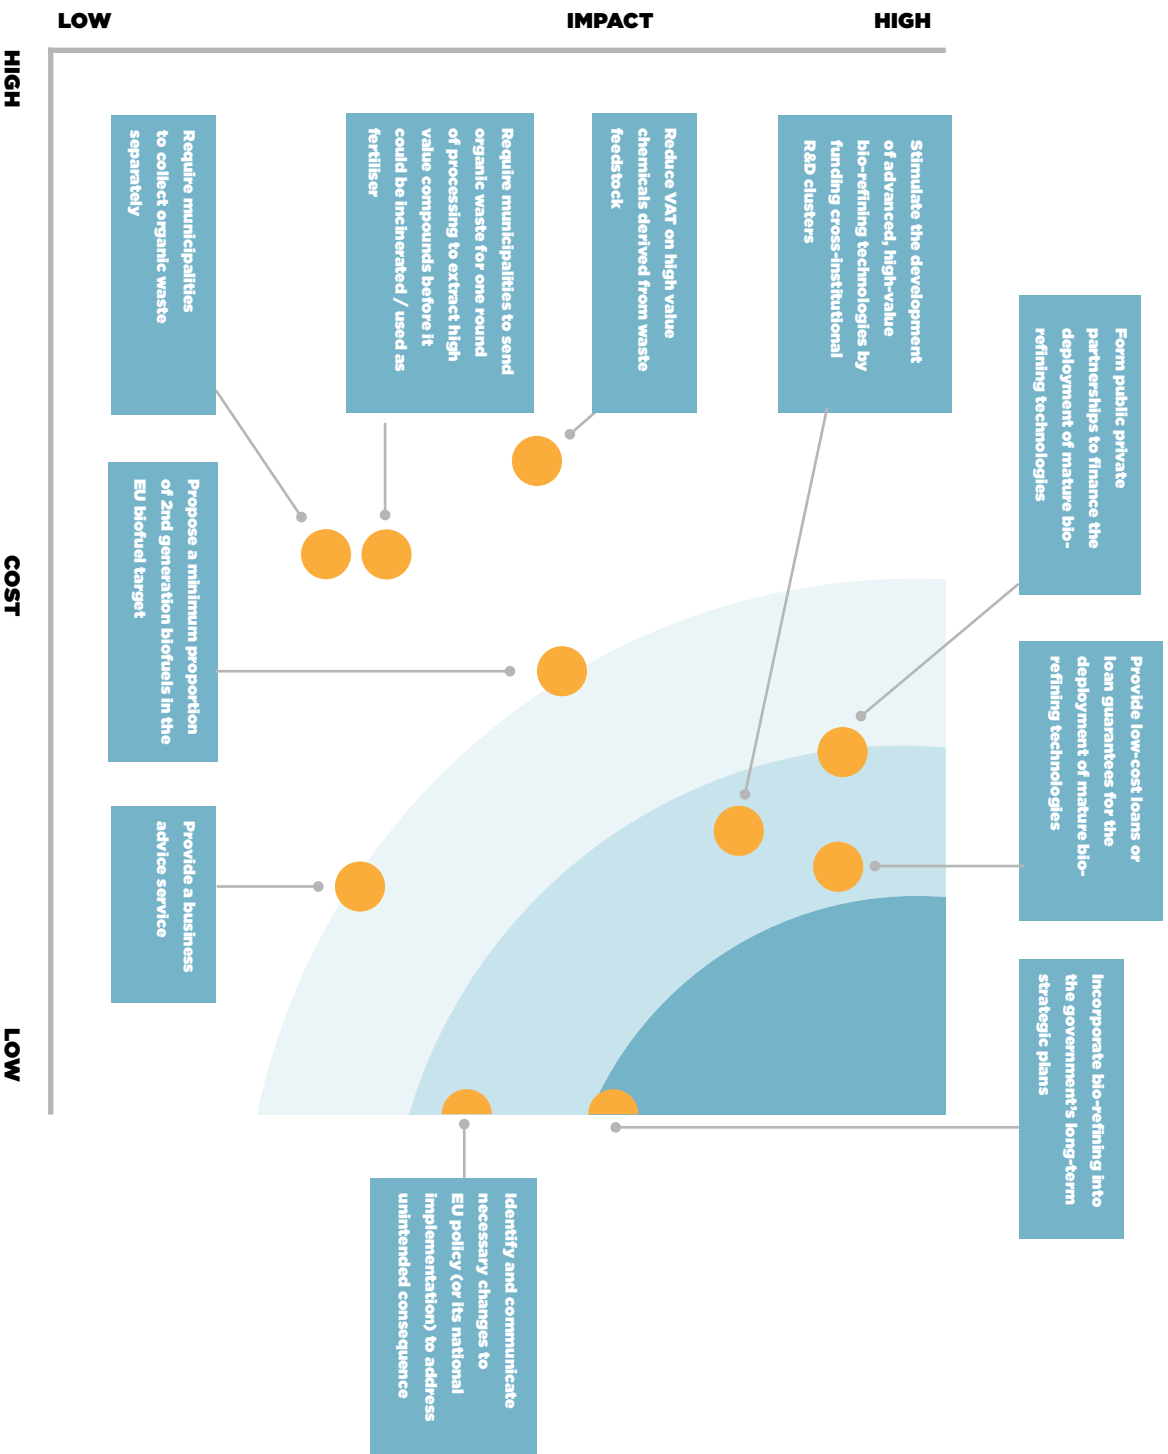 LOW
IMPACT
HIGH
HIGH
COST
LOW
Require municipalities
to collect organic waste
separately
Require municipalities to send
organic waste for one round
of processing to extract high
value compounds before it
could be incinerated / used as
fertiliser
Reduce VAT on high value
chemicals derived from waste
feedstock
Stimulate the development
of advanced, high-value
bio-refining technologies by
funding cross-institutional
R&D clusters
Form public private
partnerships to finance the
deployment of mature bio-
refining technologies
Propose a minimum proportion
of 2nd generation biofuels in the
EU biofuel target
Provide low-cost loans or
loan guarantees for the
deployment of mature bio-
refining technologies
Provide a business
advice service
Incorporate bio-refining into
the government's long-term
strategic plans
Identify and communicate
necessary changes to
EU policy (or its national
implementation) to address
unintended consequence